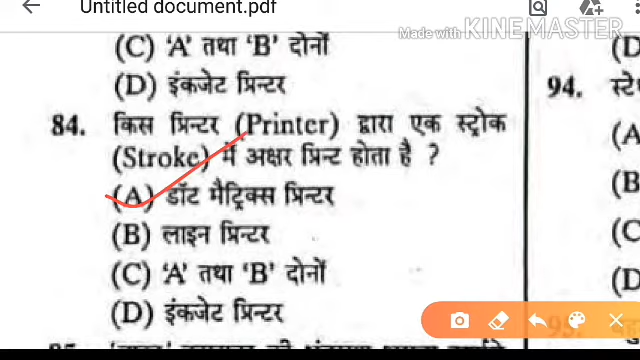 Untitled document.pdf
Made with KINEMASTER
(C) 'A' तथा 'B' दोनों
(D) इंकजेट प्रिन्टर
84. किस प्रिन्टर (Printer) द्वारा एक स्ट्रोक
(Stroke) में अक्षर प्रिन्ट होता है ?
(A) डॉट मैट्रिक्स प्रिन्टर
(B) लाइन प्रिन्टर
(C) 'A' तथा 'B' दोनों
(D) इंकजेट प्रिन्टर
(D
94. स्टे
(A
(B
(C
(D